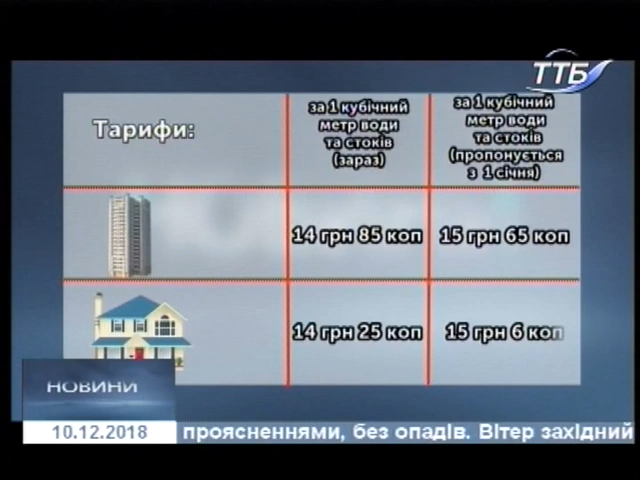 ТТБ
Тарифи:
за 1 кубічний
метр води
та стоків
(зараз)
за 1 кубічний
метр води
та стоків
(пропонується
з 1 січня)
14 грн 85 коп
15 грн 65 коп
14 грн 25 коп
15 грн 6 коп
НОВИНИ
10.12.2018
проясненнями, без опадів. Вітер західний